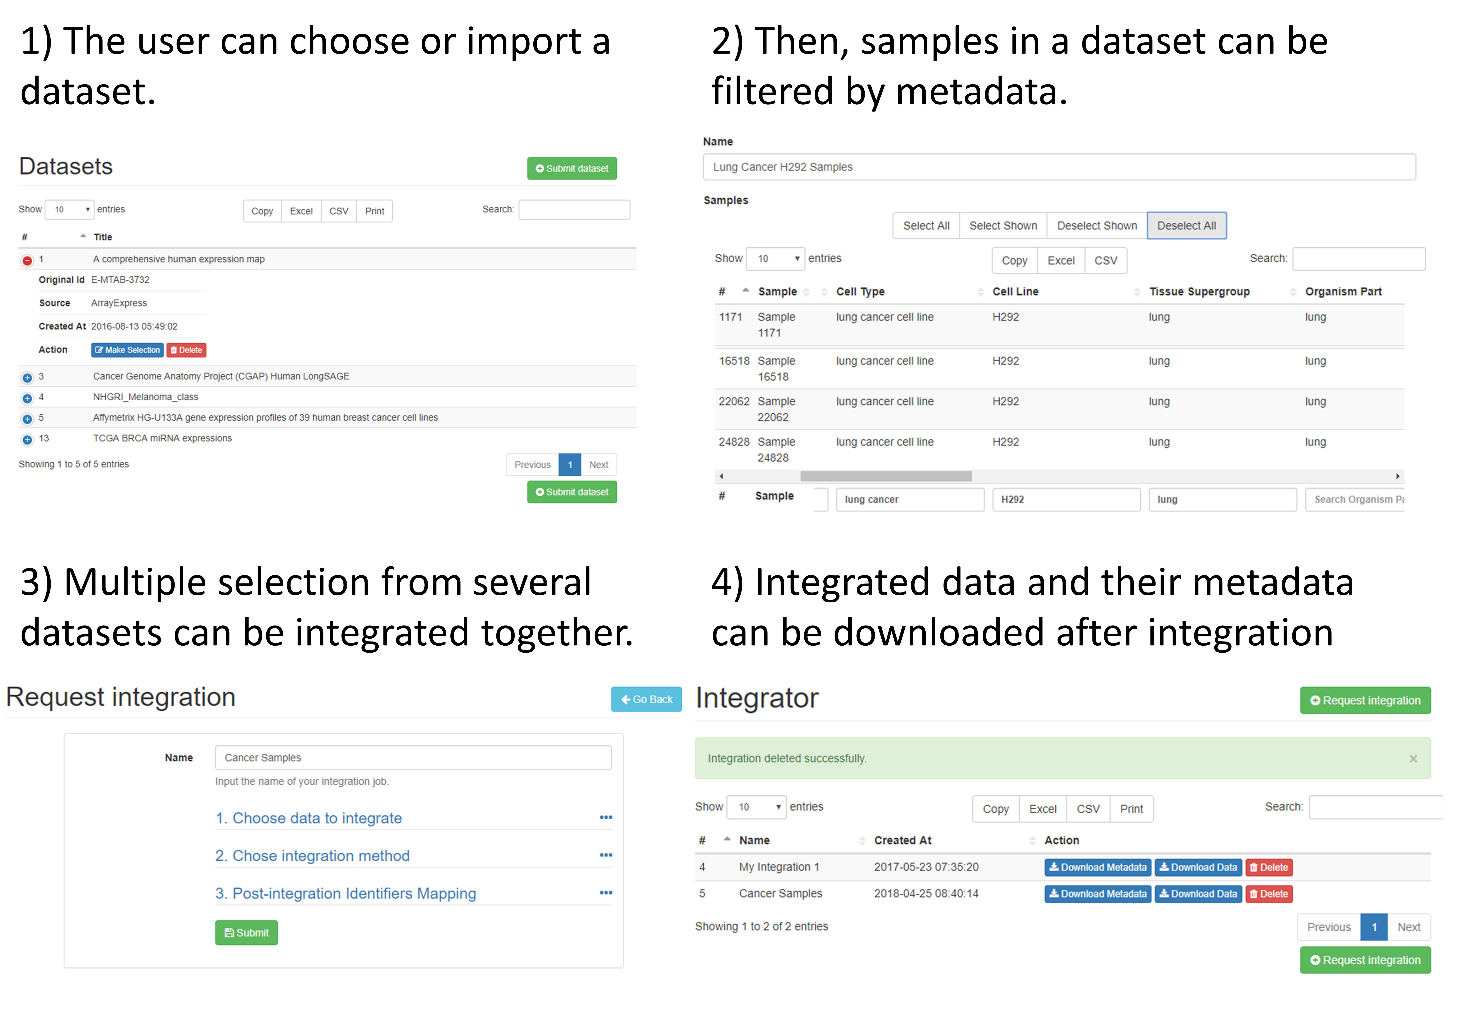 1) The user can choose or import a
dataset.
Datasets
Submit dataset
Show 10 entries
Copy Excel CSV Print
Search:
# Title
1 A comprehensive human expression map
Original Id E-MTAB-3732
Source ArrayExpress
Created At 2016-08-13 05:49:02
Action Make Selection Delete
3 Cancer Genome Anatomy Project (CGAP) Human LongSAGE
4 NHGRI_Melanoma_class
5 Affymetrix HG-U133A gene expression profiles of 39 human breast cancer cell lines
13 TCGA BRCA miRNA expressions
Showing 1 to 5 of 5 entries
Previous 1 Next
Submit dataset
2) Then, samples in a dataset can be
filtered by metadata.
Name
Lung Cancer H292 Samples
Samples
Select All Select Shown Deselect Shown Deselect All
Show 10 entries
Copy Excel CSV
Search:
# Sample Cell Type Cell Line Tissue Supergroup Organism Part
1171 Sample lung cancer cell line H292 lung lung
1171
16518 Sample lung cancer cell line H292 lung lung
16518
22062 Sample lung cancer cell line H292 lung lung
22062
24828 Sample lung cancer cell line H292 lung lung
24828
# Sample lung cancer H292 lung Search Organism Pa
3) Multiple selection from several
datasets can be integrated together.
Request integration
Go Back
Name Cancer Samples
Input the name of your integration job.
1. Choose data to integrate
2. Chose integration method
3. Post-integration Identifiers Mapping
Submit
4) Integrated data and their metadata
can be downloaded after integration
Integrator
Request integration
Integration deleted successfully. ×
Show 10 entries
Copy Excel CSV Print
Search:
# Name Created At Action
4 My Integration 1 2017-05-23 07:35:20 Download Metadata Download Data Delete
5 Cancer Samples 2018-04-25 08:40:14 Download Metadata Download Data Delete
Showing 1 to 2 of 2 entries
Previous 1 Next
Request integration